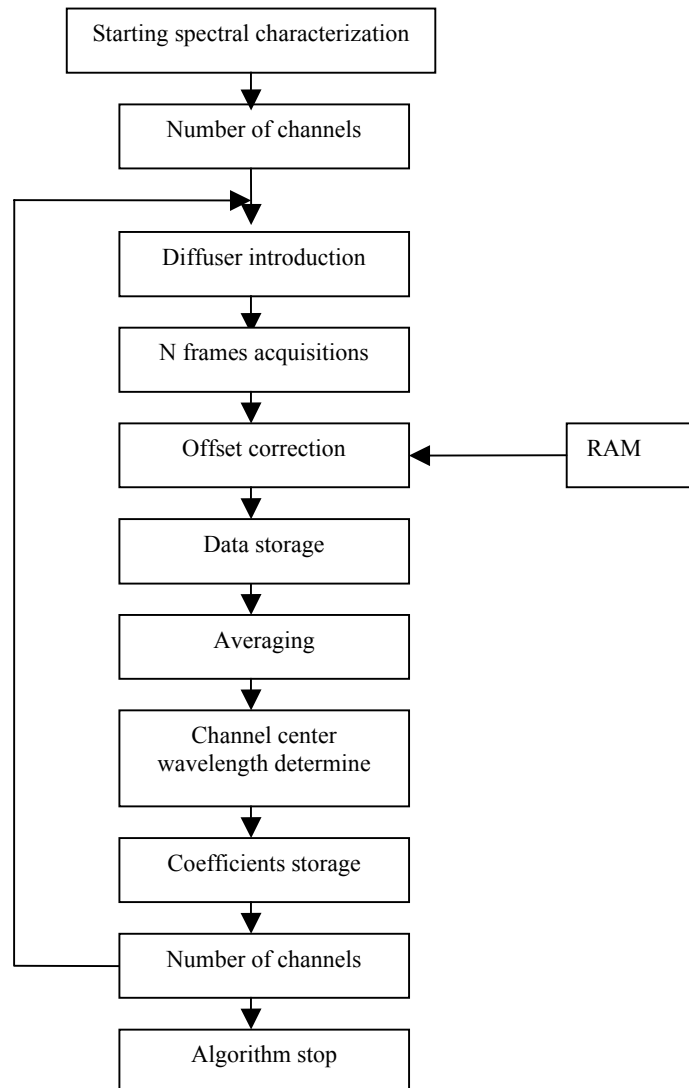 Starting spectral characterization
Number of channels
Diffuser introduction
N frames acquisitions
Offset correction
RAM
Data storage
Averaging
Channel center
wavelength determine
Coefficients storage
Number of channels
Algorithm stop